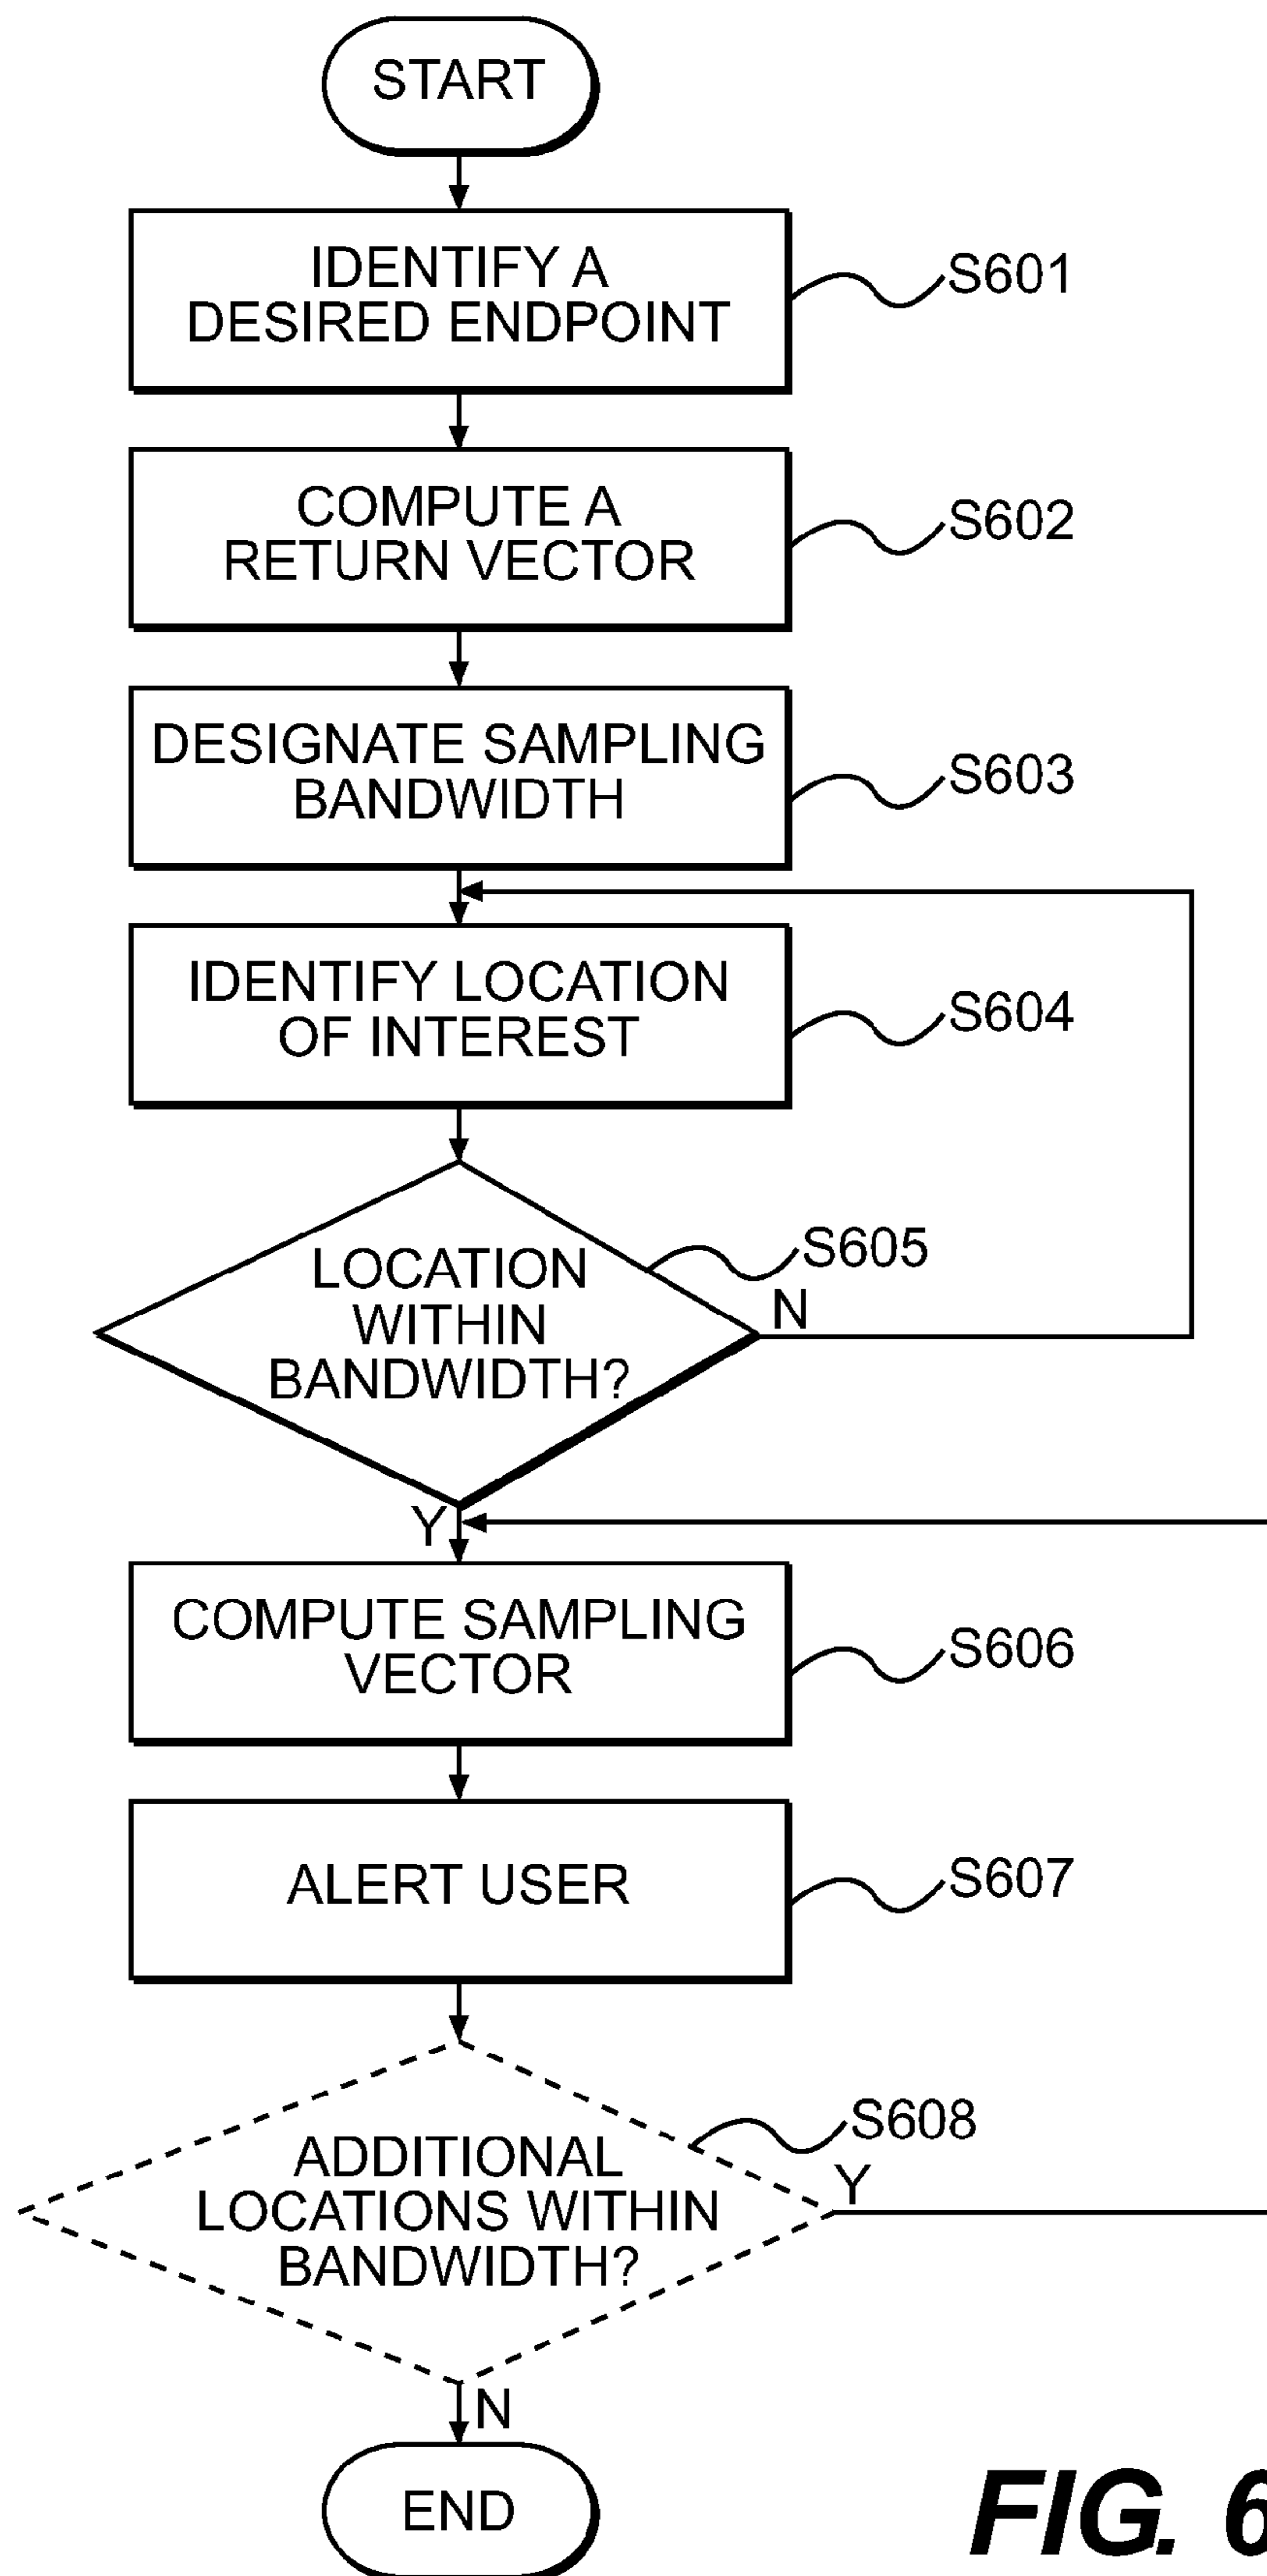 START
IDENTIFY A
DESIRED ENDPOINT
S601
COMPUTE A
RETURN VECTOR
S602
DESIGNATE SAMPLING
BANDWIDTH
S603
IDENTIFY LOCATION
OF INTEREST
S604
LOCATION
WITHIN
BANDWIDTH?
S605
N
Y
COMPUTE SAMPLING
VECTOR
S606
ALERT USER
S607
ADDITIONAL
LOCATIONS WITHIN
BANDWIDTH?
S608
Y
N
END
FIG. 6